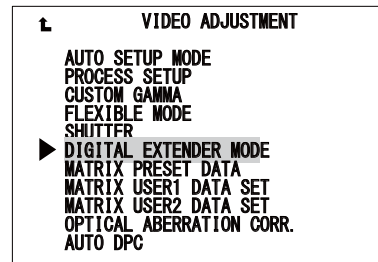 VIDEO ADJUSTMENT
AUTO SETUP MODE
PROCESS SETUP
CUSTOM GAMMA
FLEXIBLE MODE
SHUTTER
DIGITAL EXTENDER MODE
MATRIX PRESET DATA
MATRIX USER1 DATA SET
MATRIX USER2 DATA SET
OPTICAL ABERRATION CORR.
AUTO DPC